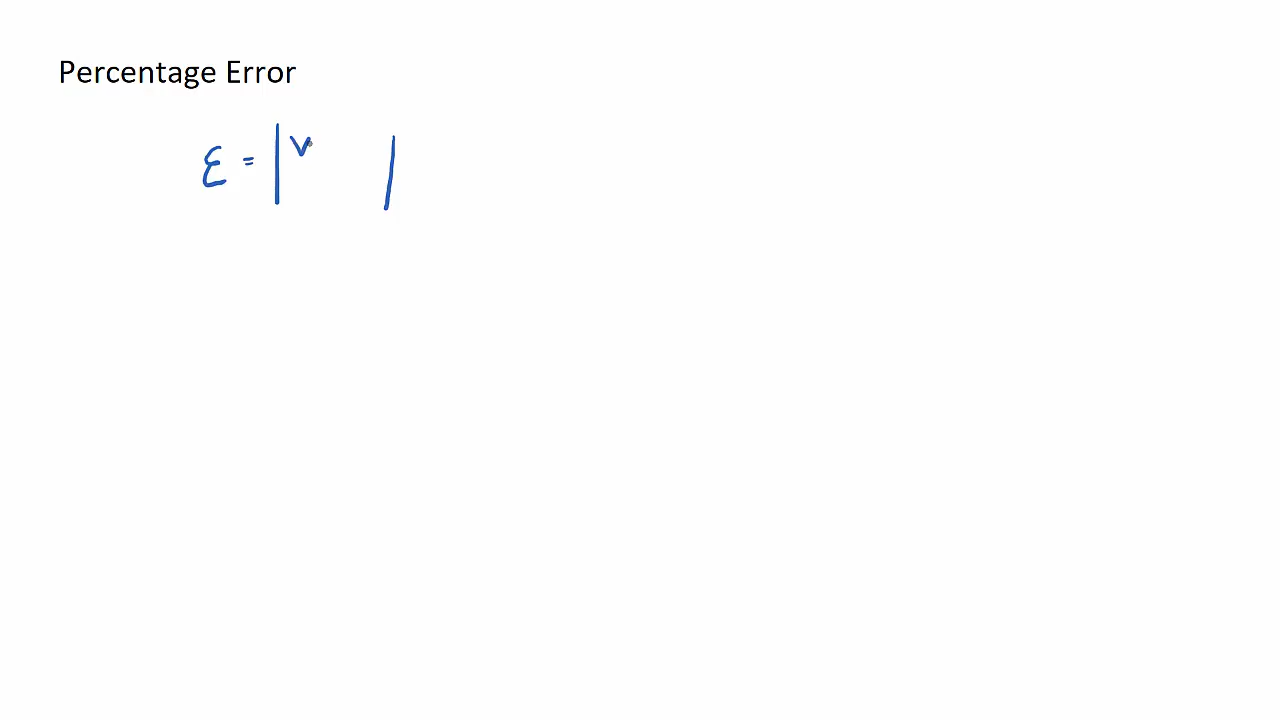 Percentage Error
ε = | v |